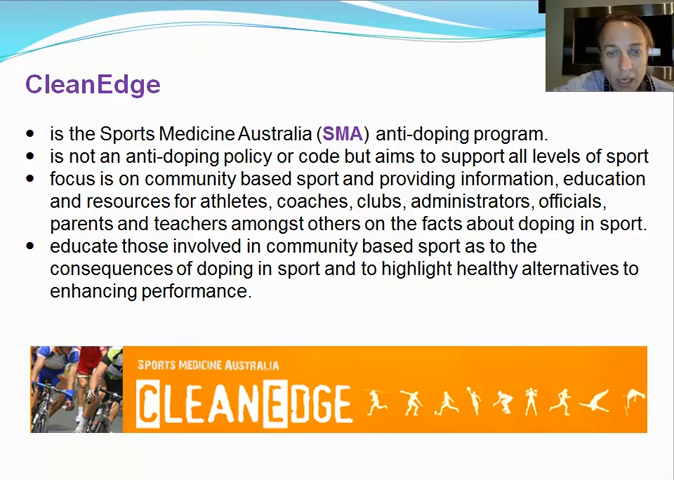 CleanEdge
• is the Sports Medicine Australia (SMA) anti-doping program.
• is not an anti-doping policy or code but aims to support all levels of sport
• focus is on community based sport and providing information, education
and resources for athletes, coaches, clubs, administrators, officials,
parents and teachers amongst others on the facts about doping in sport.
• educate those involved in community based sport as to the
consequences of doping in sport and to highlight healthy alternatives to
enhancing performance.
SPORTS MEDICINE AUSTRALIA
CLEANEDGE